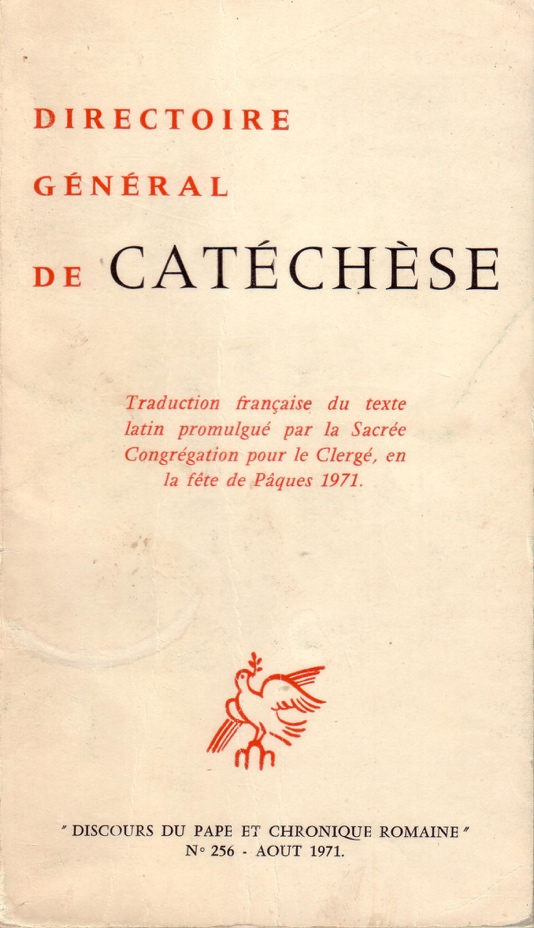 DIRECTOIRE
GÉNÉRAL
DE CATÉCHÈSE
Traduction française du texte
latin promulgué par la Sacrée
Congrégation pour le Clergé, en
la fête de Pâques 1971.
" DISCOURS DU PAPE ET CHRONIQUE ROMAINE "
N° 256 - AOUT 1971.